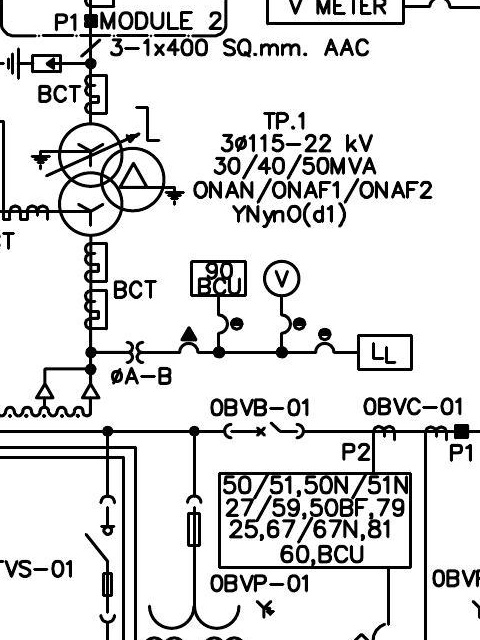 V METER
P1 MODULE 2
3-1x400 SQ.mm. AAC
BCT
TP.1
3ø115-22 kV
30/40/50MVA
ONAN/ONAF1/ONAF2
YNyn0(d1)
CT
BCT
90
BCU
V
LL
øA-B
0BVB-01
0BVC-01
P2
P1
50/51,50N/51N
27/59,50BF,79
25,67/67N,81
60,BCU
TVS-01
0BVP-01
0BVP